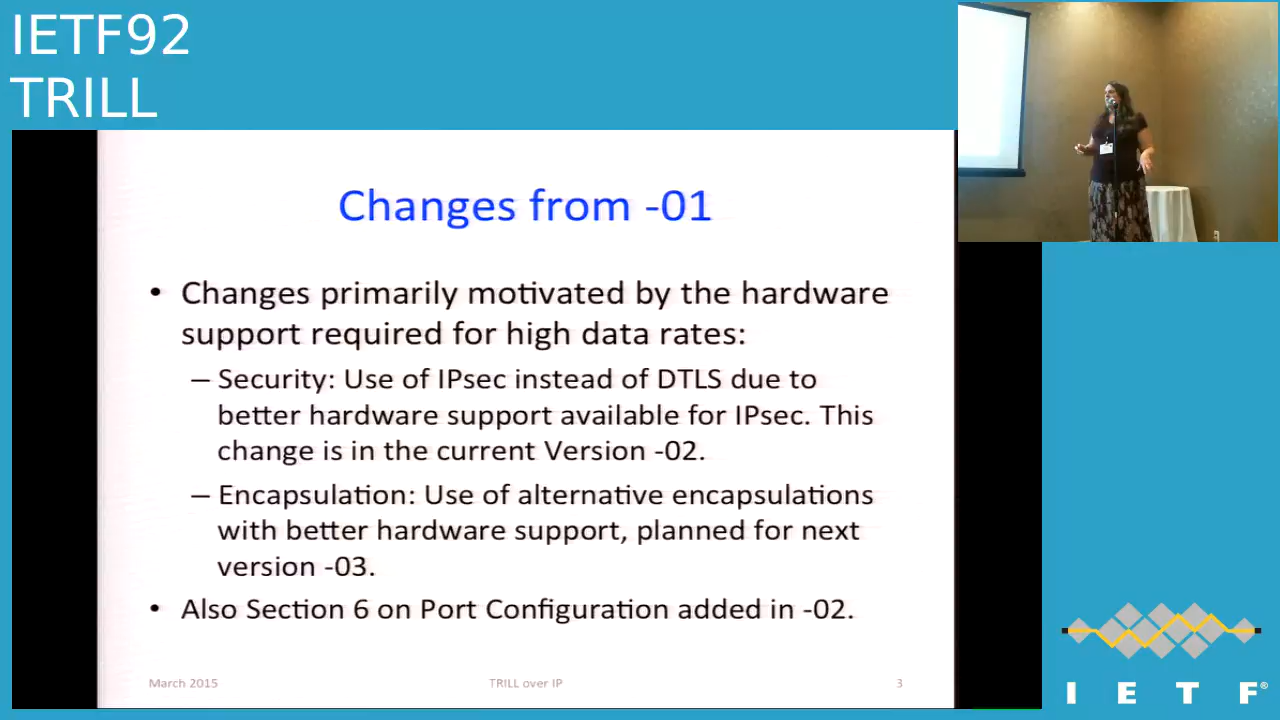 IETF92
TRILL
Changes from -01
• Changes primarily motivated by the hardware
support required for high data rates:
– Security: Use of IPsec instead of DTLS due to
better hardware support available for IPsec. This
change is in the current Version -02.
– Encapsulation: Use of alternative encapsulations
with better hardware support, planned for next
version -03.
• Also Section 6 on Port Configuration added in -02.
March 2015 TRILL over IP 3
I E T F®